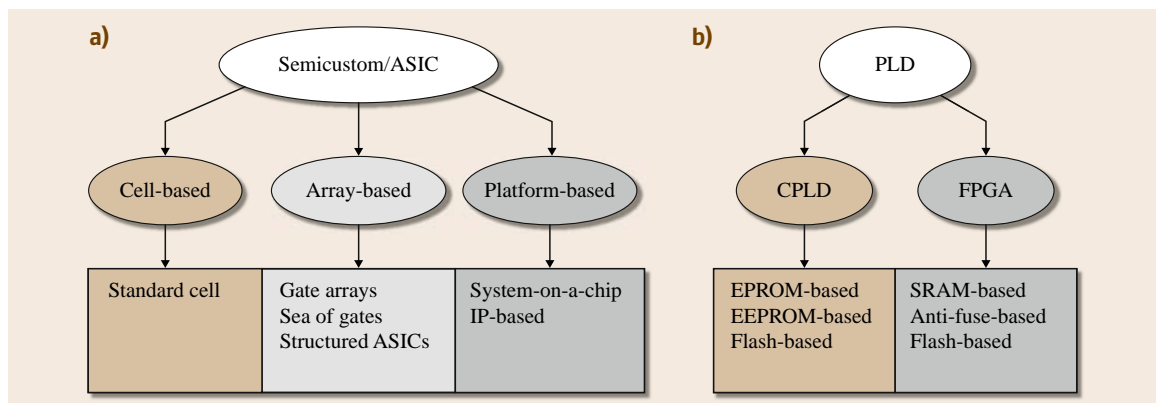 a)
Semicustom/ASIC
Cell-based
Array-based
Platform-based
Standard cell
Gate arrays
Sea of gates
Structured ASICs
System-on-a-chip
IP-based
b)
PLD
CPLD
FPGA
EPROM-based
EEPROM-based
Flash-based
SRAM-based
Anti-fuse-based
Flash-based